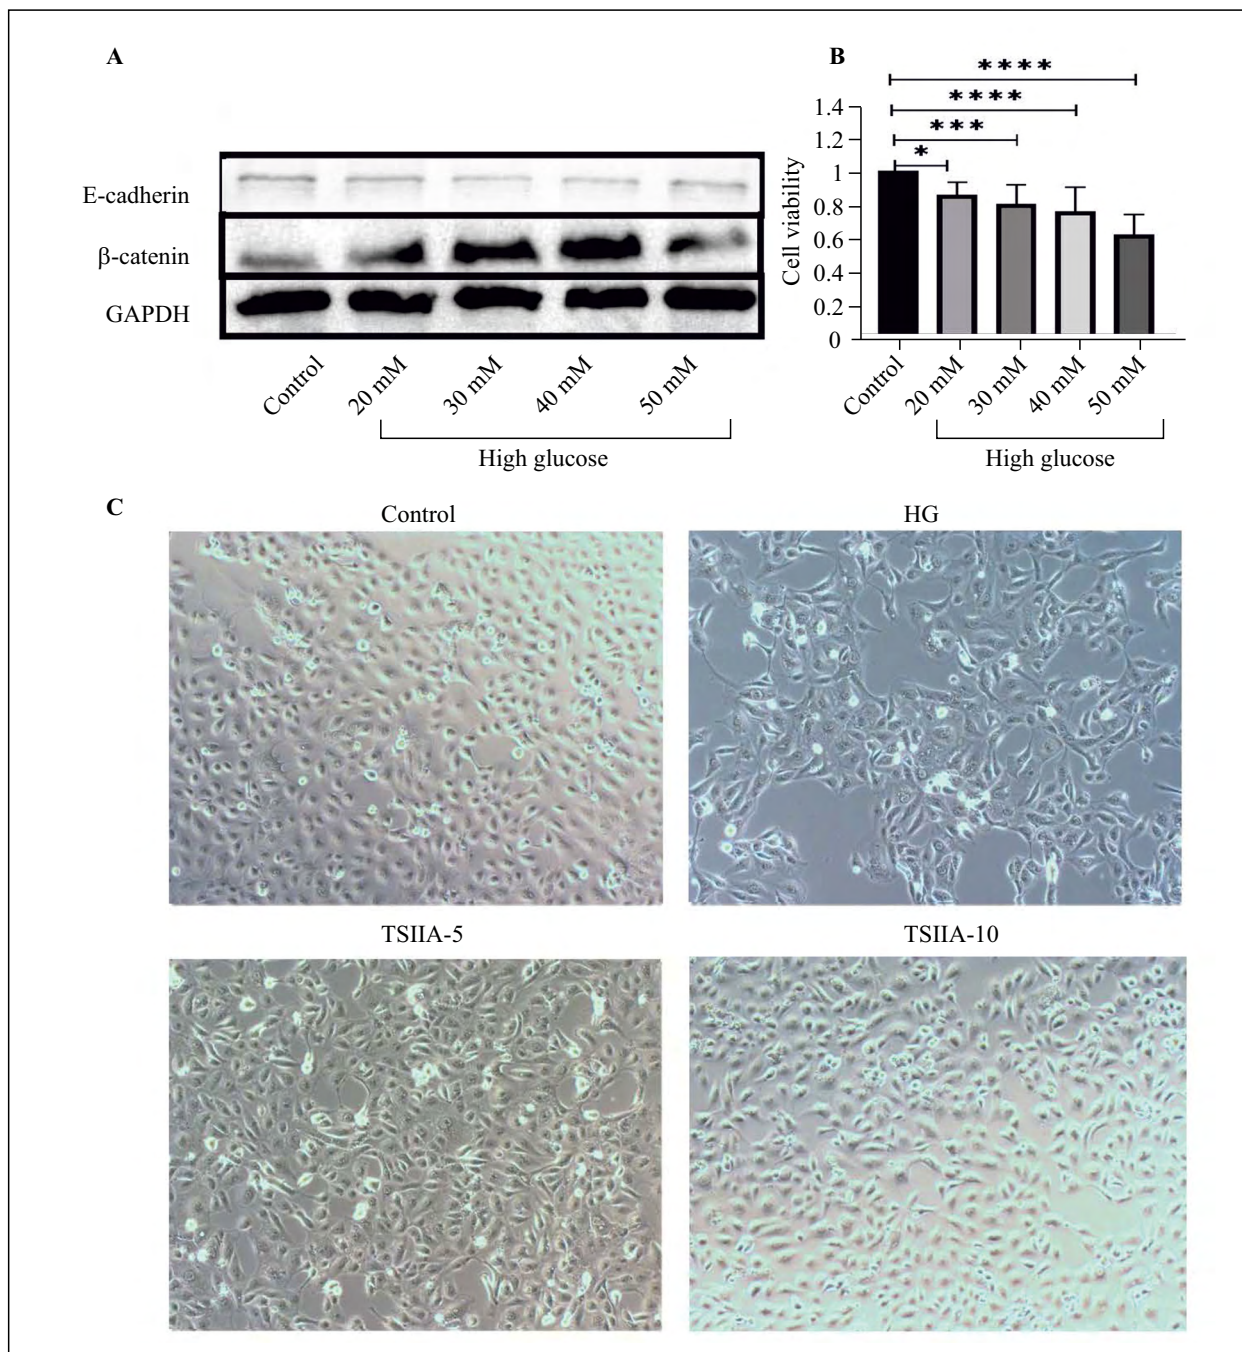 A
E-cadherin
β-catenin
GAPDH
Control
20 mM
30 mM
40 mM
50 mM
High glucose
B
****
****
***
*
Cell viability
1.4
1.2
1
0.8
0.6
0.4
0.2
0
Control
20 mM
30 mM
40 mM
50 mM
High glucose
C
Control
HG
TSIIA-5
TSIIA-10